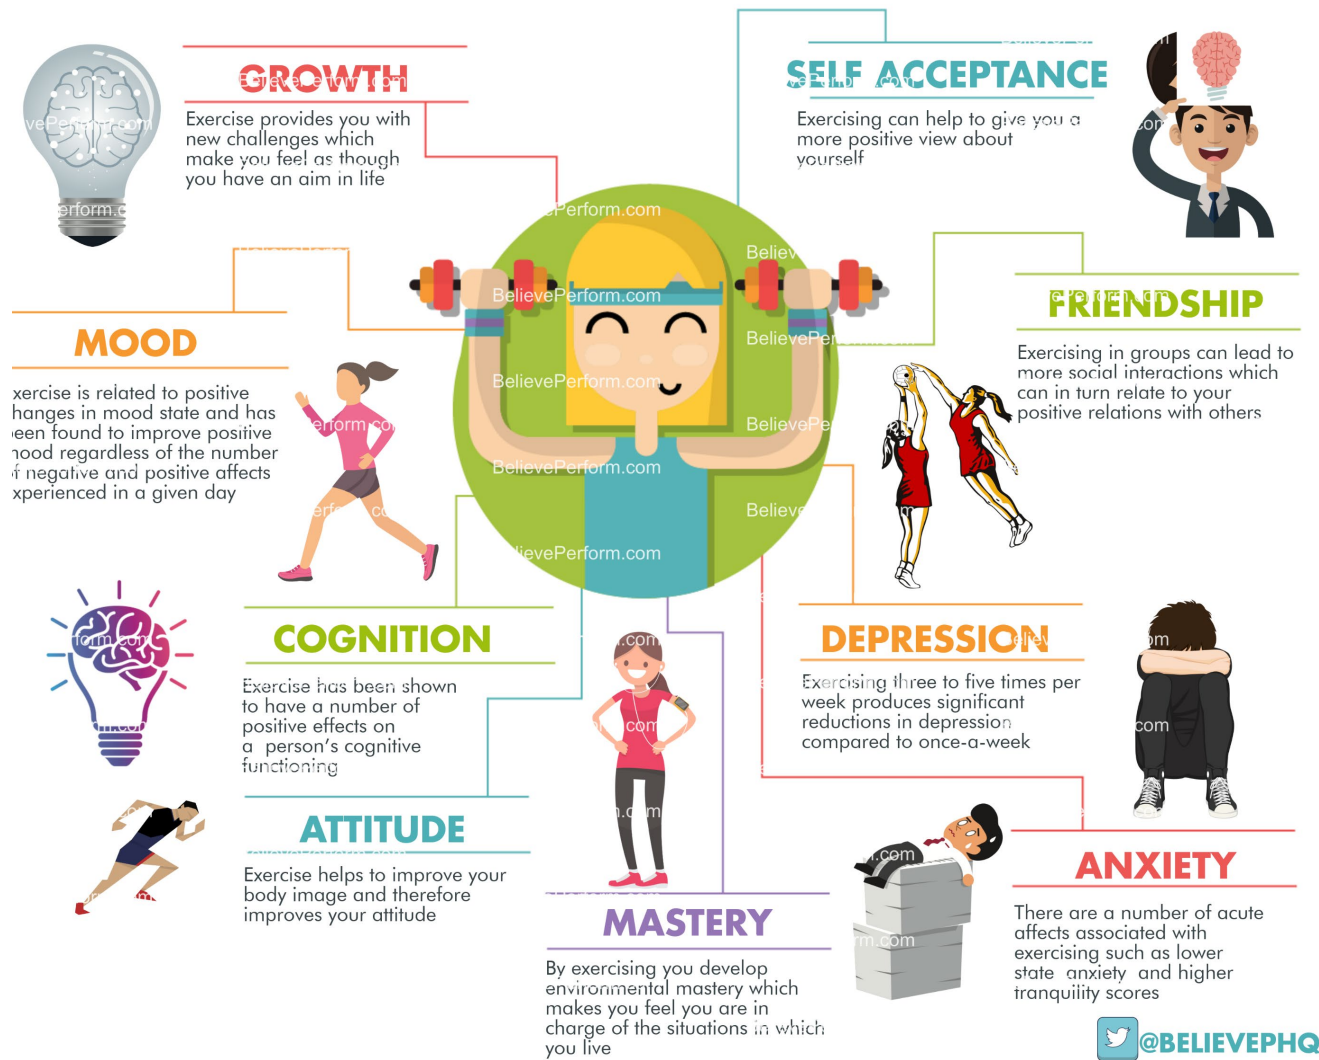 GROWTH
Exercise provides you with
new challenges which
make you feel as though
you have an aim in life
SELF ACCEPTANCE
Exercising can help to give you a
more positive view about
yourself
FRIENDSHIP
Exercising in groups can lead to
more social interactions which
can in turn relate to your
positive relations with others
MOOD
xercise is related to positive
hanges in mood state and has
een found to improve positive
ood regardless of the number
f negative and positive affects
xperienced in a given day
COGNITION
Exercise has been shown
to have a number of
positive effects on
a person's cognitive
functioning
DEPRESSION
Exercising three to five times per
week produces significant
reductions in depression
compared to once-a-week
ATTITUDE
Exercise helps to improve your
body image and therefore
improves your attitude
MASTERY
By exercising you develop
environmental mastery which
makes you feel you are in
charge of the situations in which
you live
ANXIETY
There are a number of acute
affects associated with
exercising such as lower
state anxiety and higher
tranquility scores
@BELIEVEPHQ
BelievePerform.com
BelievePerform.com
BelievePerform.com